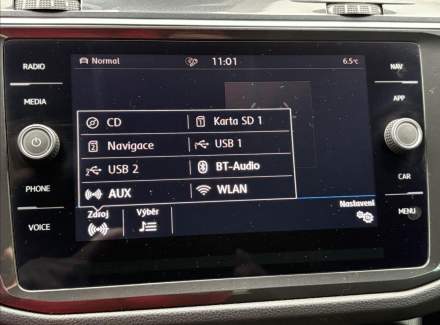 RADIO
MEDIA
PHONE
VOICE
Normal 11:01 6.5°C
CD Karta SD 1
Navigace USB 1
USB 2 BT-Audio
AUX WLAN
Zdroj Výběr Nastavení
NAV
APP
CAR
MENU